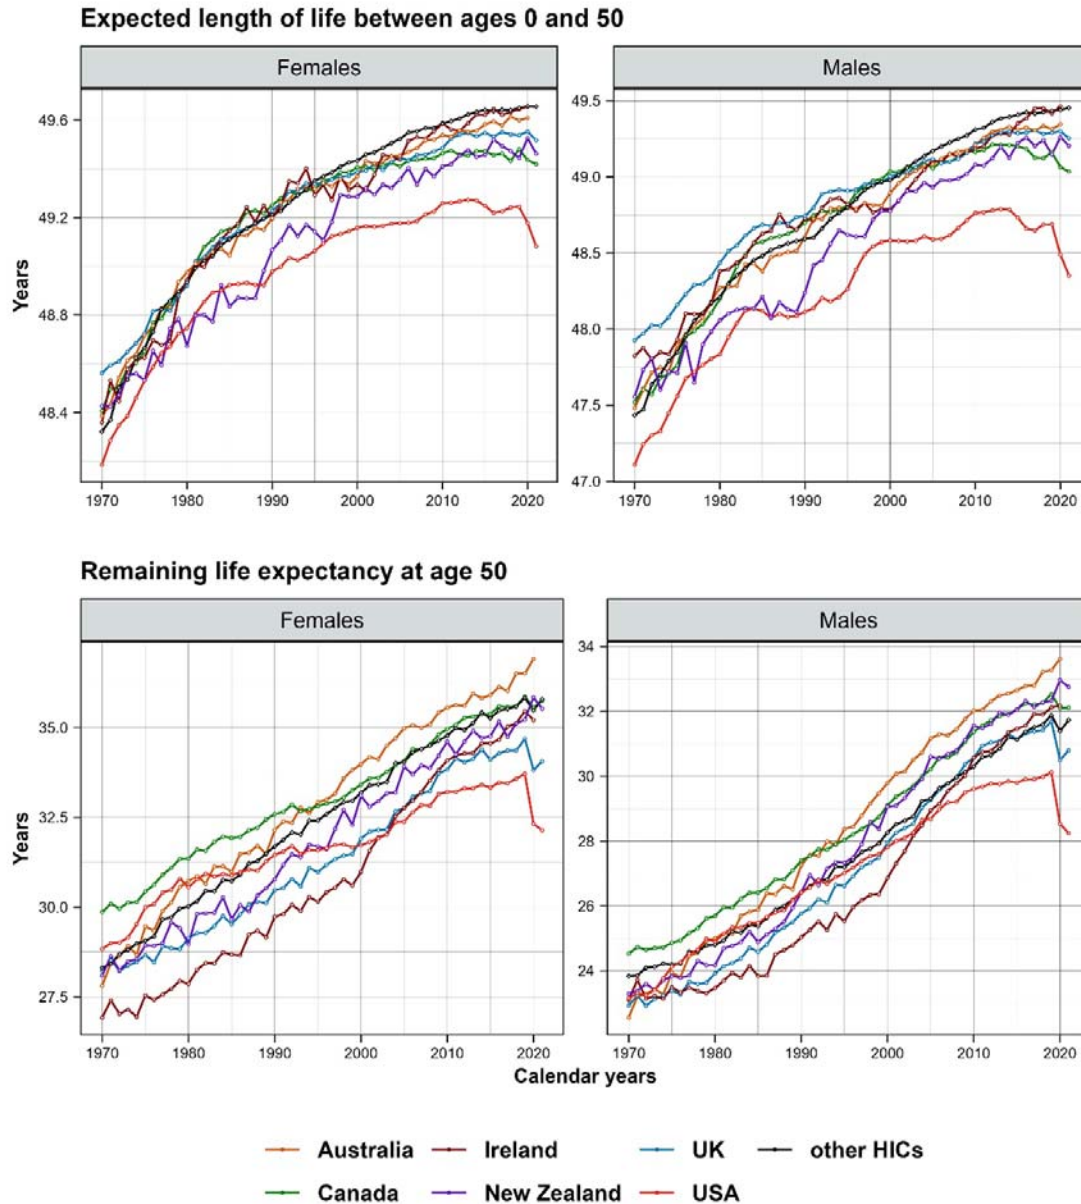 Expected length of life between ages 0 and 50
Females
Males
Years
49.6
49.2
48.8
48.4
1970 1980 1990 2000 2010 2020
49.5
49.0
48.5
48.0
47.5
47.0
1970 1980 1990 2000 2010 2020
Remaining life expectancy at age 50
Females
Males
Years
35.0
32.5
30.0
27.5
1970 1980 1990 2000 2010 2020
34
32
30
28
26
24
1970 1980 1990 2000 2010 2020
Calendar years
Australia Ireland UK other HICs
Canada New Zealand USA